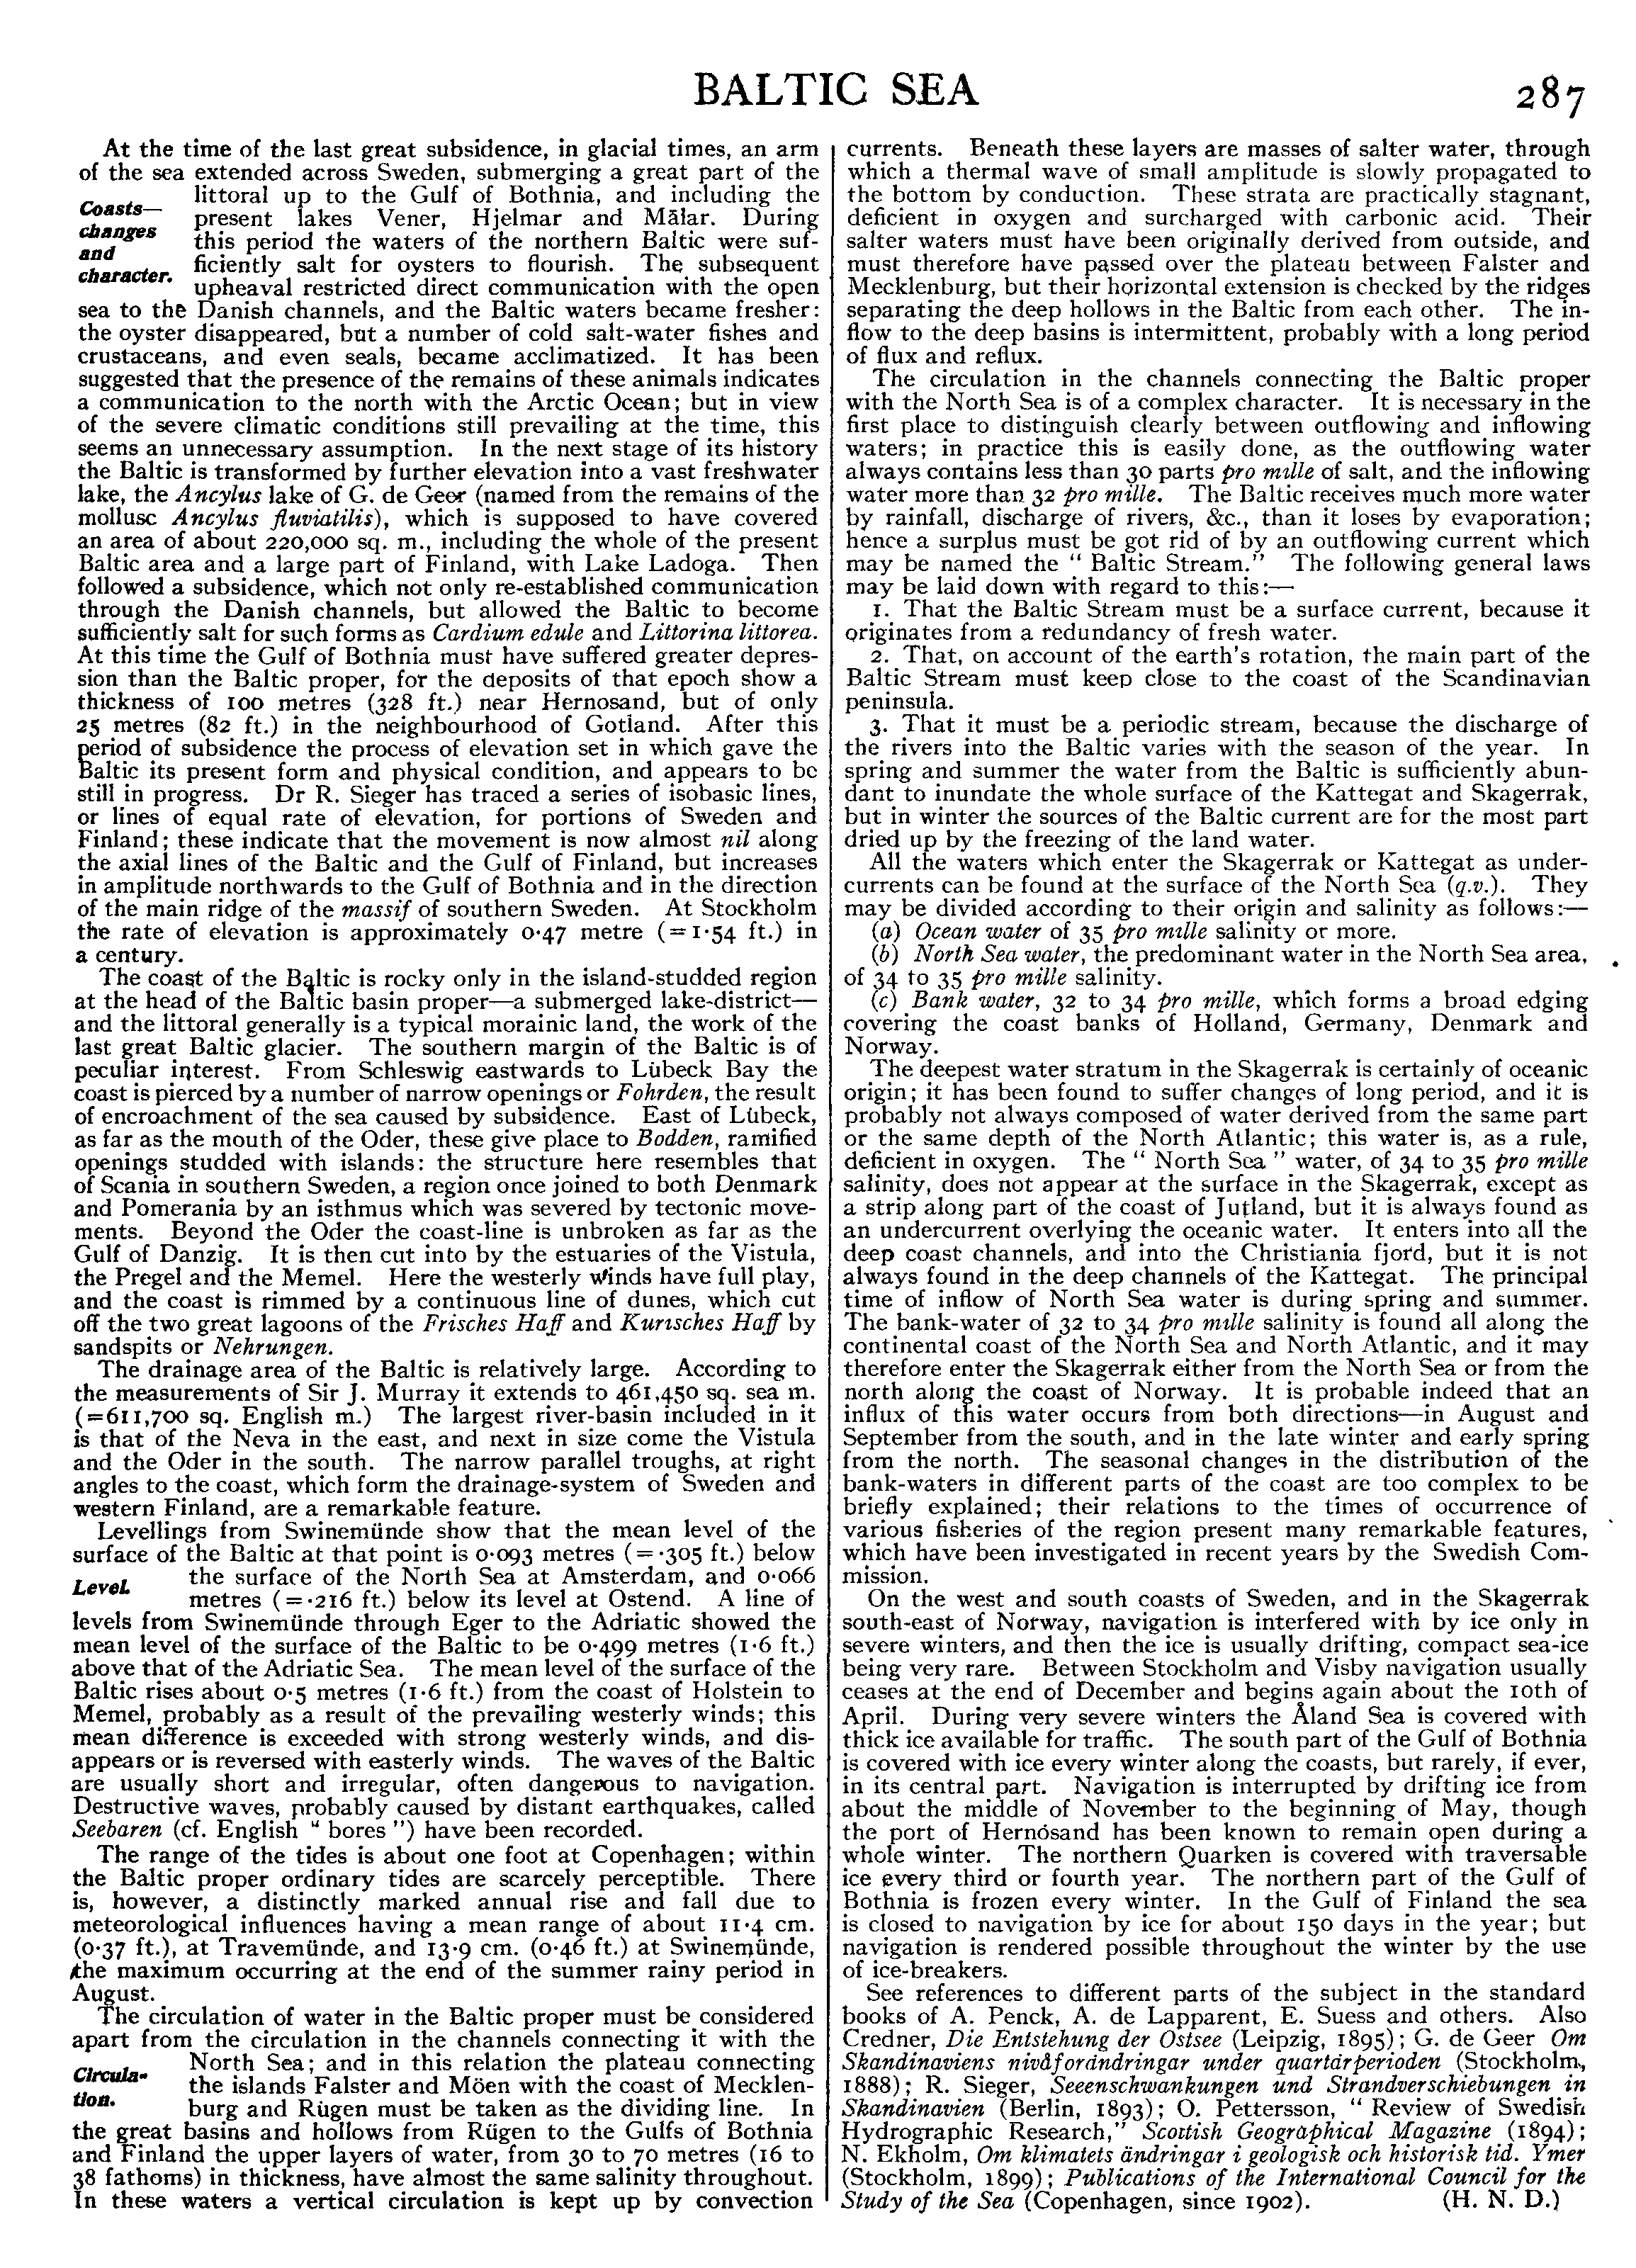 BALTIC SEA
287
At the time of the last great subsidence, in glacial times, an arm
of the sea extended across Sweden, submerging a great part of the
Coasts—
changes
and
character.
littoral up to the Gulf of Bothnia, and including the
present lakes Vener, Hjelmar and Mälar. During
this period the waters of the northern Baltic were suf-
ficiently salt for oysters to flourish. The subsequent
upheaval restricted direct communication with the open
sea to the Danish channels, and the Baltic waters became fresher:
the oyster disappeared, but a number of cold salt-water fishes and
crustaceans, and even seals, became acclimatized. It has been
suggested that the presence of the remains of these animals indicates
a communication to the north with the Arctic Ocean; but in view
of the severe climatic conditions still prevailing at the time, this
seems an unnecessary assumption. In the next stage of its history
the Baltic is transformed by further elevation into a vast freshwater
lake, the Ancylus lake of G. de Geer (named from the remains of the
mollusc Ancylus fluviatilis), which is supposed to have covered
an area of about 220,000 sq. m., including the whole of the present
Baltic area and a large part of Finland, with Lake Ladoga. Then
followed a subsidence, which not only re-established communication
through the Danish channels, but allowed the Baltic to become
sufficiently salt for such forms as Cardium edule and Littorina littorea.
At this time the Gulf of Bothnia must have suffered greater depres-
sion than the Baltic proper, for the deposits of that epoch show a
thickness of 100 metres (328 ft.) near Hernosand, but of only
25 metres (82 ft.) in the neighbourhood of Gotland. After this
period of subsidence the process of elevation set in which gave the
Baltic its present form and physical condition, and appears to be
still in progress. Dr R. Sieger has traced a series of isobasic lines,
or lines of equal rate of elevation, for portions of Sweden and
Finland; these indicate that the movement is now almost nil along
the axial lines of the Baltic and the Gulf of Finland, but increases
in amplitude northwards to the Gulf of Bothnia and in the direction
of the main ridge of the massif of southern Sweden. At Stockholm
the rate of elevation is approximately 0·47 metre (=1·54 ft.) in
a century.
The coast of the Baltic is rocky only in the island-studded region
at the head of the Baltic basin proper—a submerged lake-district—
and the littoral generally is a typical morainic land, the work of the
last great Baltic glacier. The southern margin of the Baltic is of
peculiar interest. From Schleswig eastwards to Lübeck Bay the
coast is pierced by a number of narrow openings or Fohrden, the result
of encroachment of the sea caused by subsidence. East of Lübeck,
as far as the mouth of the Oder, these give place to Bodden, ramified
openings studded with islands: the structure here resembles that
of Scania in southern Sweden, a region once joined to both Denmark
and Pomerania by an isthmus which was severed by tectonic move-
ments. Beyond the Oder the coast-line is unbroken as far as the
Gulf of Danzig. It is then cut into by the estuaries of the Vistula,
the Pregel and the Memel. Here the westerly winds have full play,
and the coast is rimmed by a continuous line of dunes, which cut
off the two great lagoons of the Frisches Haff and Kurisches Haff by
sandspits or Nehrungen.
The drainage area of the Baltic is relatively large. According to
the measurements of Sir J. Murray it extends to 461,450 sq. sea m.
(=611,700 sq. English m.) The largest river-basin included in it
is that of the Neva in the east, and next in size come the Vistula
and the Oder in the south. The narrow parallel troughs, at right
angles to the coast, which form the drainage-system of Sweden and
western Finland, are a remarkable feature.
Levellings from Swinemünde show that the mean level of the
surface of the Baltic at that point is 0·093 metres (=·305 ft.) below
Level.
the surface of the North Sea at Amsterdam, and 0·066
metres (=·216 ft.) below its level at Ostend. A line of
levels from Swinemünde through Eger to the Adriatic showed the
mean level of the surface of the Baltic to be 0·499 metres (1·6 ft.)
above that of the Adriatic Sea. The mean level of the surface of the
Baltic rises about 0·5 metres (1·6 ft.) from the coast of Holstein to
Memel, probably as a result of the prevailing westerly winds; this
mean difference is exceeded with strong westerly winds, and dis-
appears or is reversed with easterly winds. The waves of the Baltic
are usually short and irregular, often dangerous to navigation.
Destructive waves, probably caused by distant earthquakes, called
Seebaren (cf. English “ bores ”) have been recorded.
The range of the tides is about one foot at Copenhagen; within
the Baltic proper ordinary tides are scarcely perceptible. There
is, however, a distinctly marked annual rise and fall due to
meteorological influences having a mean range of about 11·4 cm.
(0·37 ft.), at Travemünde, and 13·9 cm. (0·46 ft.) at Swinemünde,
the maximum occurring at the end of the summer rainy period in
August.
The circulation of water in the Baltic proper must be considered
apart from the circulation in the channels connecting it with the
Circula-
tion.
North Sea; and in this relation the plateau connecting
the islands Falster and Möen with the coast of Mecklen-
burg and Rügen must be taken as the dividing line. In
the great basins and hollows from Rügen to the Gulfs of Bothnia
and Finland the upper layers of water, from 30 to 70 metres (16 to
38 fathoms) in thickness, have almost the same salinity throughout.
In these waters a vertical circulation is kept up by convection
currents. Beneath these layers are masses of salter water, through
which a thermal wave of small amplitude is slowly propagated to
the bottom by conduction. These strata are practically stagnant,
deficient in oxygen and surcharged with carbonic acid. Their
salter waters must have been originally derived from outside, and
must therefore have passed over the plateau between Falster and
Mecklenburg, but their horizontal extension is checked by the ridges
separating the deep hollows in the Baltic from each other. The in-
flow to the deep basins is intermittent, probably with a long period
of flux and reflux.
The circulation in the channels connecting the Baltic proper
with the North Sea is of a complex character. It is necessary in the
first place to distinguish clearly between outflowing and inflowing
waters; in practice this is easily done, as the outflowing water
always contains less than 30 parts pro mille of salt, and the inflowing
water more than 32 pro mille. The Baltic receives much more water
by rainfall, discharge of rivers, &c., than it loses by evaporation;
hence a surplus must be got rid of by an outflowing current which
may be named the “ Baltic Stream.” The following general laws
may be laid down with regard to this:—
1. That the Baltic Stream must be a surface current, because it
originates from a redundancy of fresh water.
2. That, on account of the earth's rotation, the main part of the
Baltic Stream must keep close to the coast of the Scandinavian
peninsula.
3. That it must be a periodic stream, because the discharge of
the rivers into the Baltic varies with the season of the year. In
spring and summer the water from the Baltic is sufficiently abun-
dant to inundate the whole surface of the Kattegat and Skagerrak,
but in winter the sources of the Baltic current are for the most part
dried up by the freezing of the land water.
All the waters which enter the Skagerrak or Kattegat as under-
currents can be found at the surface of the North Sea (q.v.). They
may be divided according to their origin and salinity as follows:—
(a) Ocean water of 35 pro mille salinity or more.
(b) North Sea water, the predominant water in the North Sea area,
of 34 to 35 pro mille salinity.
(c) Bank water, 32 to 34 pro mille, which forms a broad edging
covering the coast banks of Holland, Germany, Denmark and
Norway.
The deepest water stratum in the Skagerrak is certainly of oceanic
origin; it has been found to suffer changes of long period, and it is
probably not always composed of water derived from the same part
or the same depth of the North Atlantic; this water is, as a rule,
deficient in oxygen. The “ North Sea ” water, of 34 to 35 pro mille
salinity, does not appear at the surface in the Skagerrak, except as
a strip along part of the coast of Jutland, but it is always found as
an undercurrent overlying the oceanic water. It enters into all the
deep coast channels, and into the Christiania fjord, but it is not
always found in the deep channels of the Kattegat. The principal
time of inflow of North Sea water is during spring and summer.
The bank-water of 32 to 34 pro mille salinity is found all along the
continental coast of the North Sea and North Atlantic, and it may
therefore enter the Skagerrak either from the North Sea or from the
north along the coast of Norway. It is probable indeed that an
influx of this water occurs from both directions—in August and
September from the south, and in the late winter and early spring
from the north. The seasonal changes in the distribution of the
bank-waters in different parts of the coast are too complex to be
briefly explained; their relations to the times of occurrence of
various fisheries of the region present many remarkable features,
which have been investigated in recent years by the Swedish Com-
mission.
On the west and south coasts of Sweden, and in the Skagerrak
south-east of Norway, navigation is interfered with by ice only in
severe winters, and then the ice is usually drifting, compact sea-ice
being very rare. Between Stockholm and Visby navigation usually
ceases at the end of December and begins again about the 10th of
April. During very severe winters the Åland Sea is covered with
thick ice available for traffic. The south part of the Gulf of Bothnia
is covered with ice every winter along the coasts, but rarely, if ever,
in its central part. Navigation is interrupted by drifting ice from
about the middle of November to the beginning of May, though
the port of Hernösand has been known to remain open during a
whole winter. The northern Quarken is covered with traversable
ice every third or fourth year. The northern part of the Gulf of
Bothnia is frozen every winter. In the Gulf of Finland the sea
is closed to navigation by ice for about 150 days in the year; but
navigation is rendered possible throughout the winter by the use
of ice-breakers.
See references to different parts of the subject in the standard
books of A. Penck, A. de Lapparent, E. Suess and others. Also
Credner, Die Entstehung der Ostsee (Leipzig, 1895); G. de Geer Om
Skandinaviens nivåforändringar under quartärperioden (Stockholm,
1888); R. Sieger, Seeenschwankungen und Strandverschiebungen in
Skandinavien (Berlin, 1893); O. Pettersson, “ Review of Swedish
Hydrographic Research,” Scottish Geographical Magazine (1894);
N. Ekholm, Om klimatets ändringar i geologisk och historisk tid. Ymer
(Stockholm, 1899); Publications of the International Council for the
Study of the Sea (Copenhagen, since 1902). (H. N. D.)